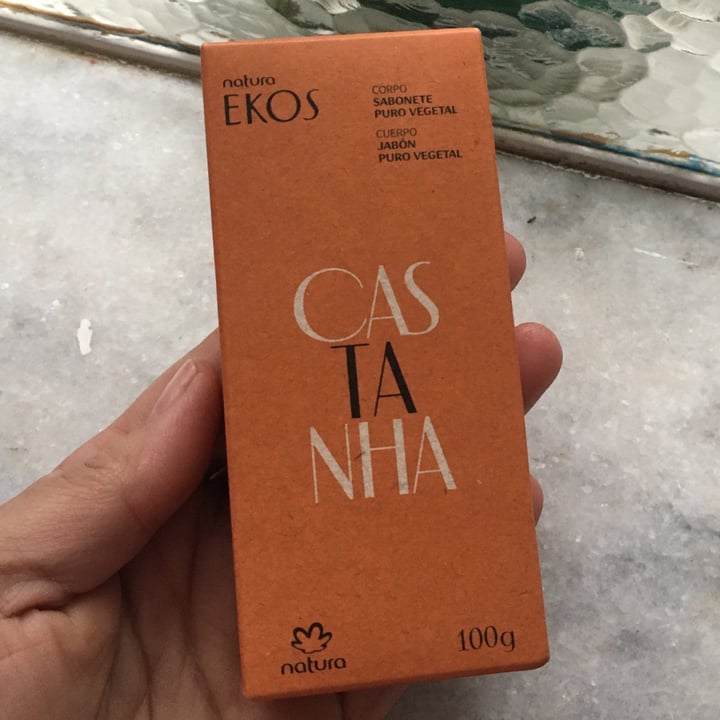 natura
EKOS
CORPO
SABONETE
PURO VEGETAL
CUERPO
JABÓN
PURO VEGETAL
CAS
TA
NHA
natura
100g